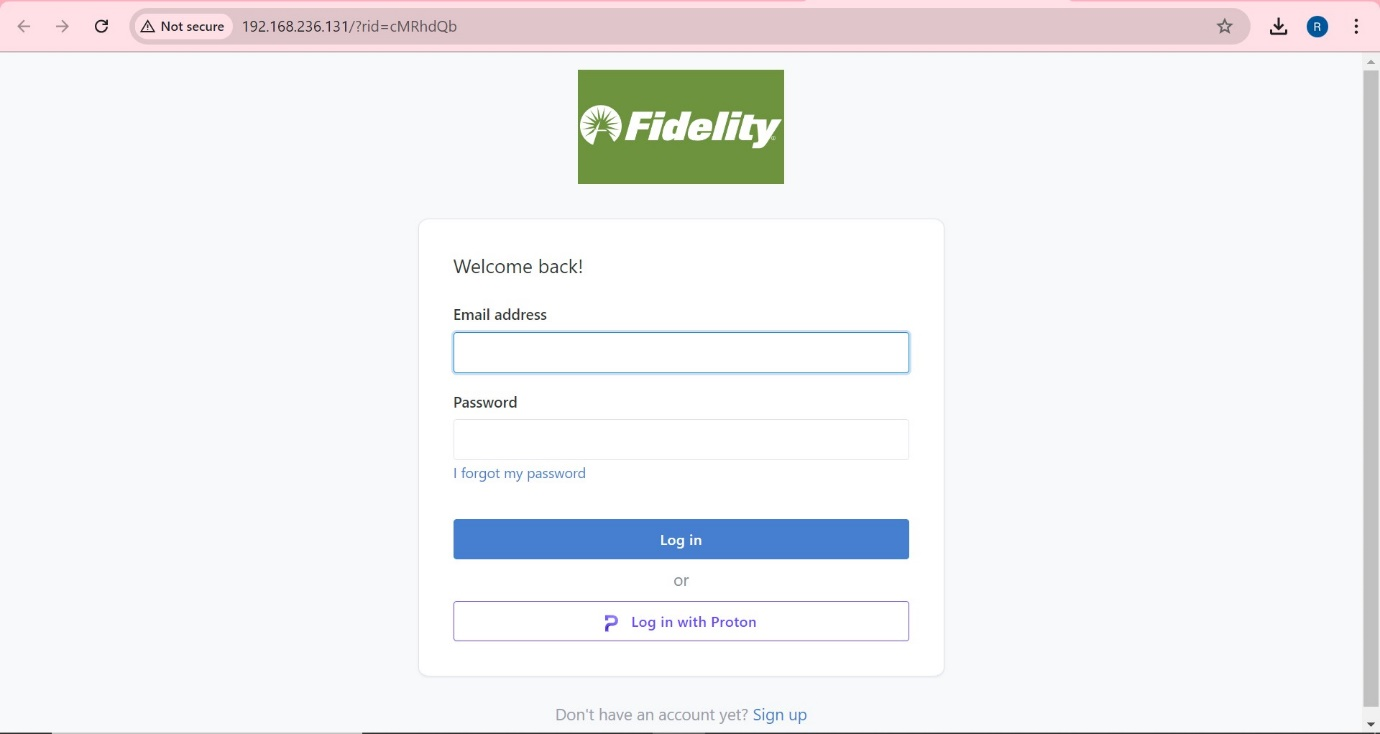 Not secure 192.168.236.131/?rid=cMRhdQb R
Fidelity
Welcome back!
Email address
Password
I forgot my password
Log in
or
Log in with Proton
Don't have an account yet? Sign up